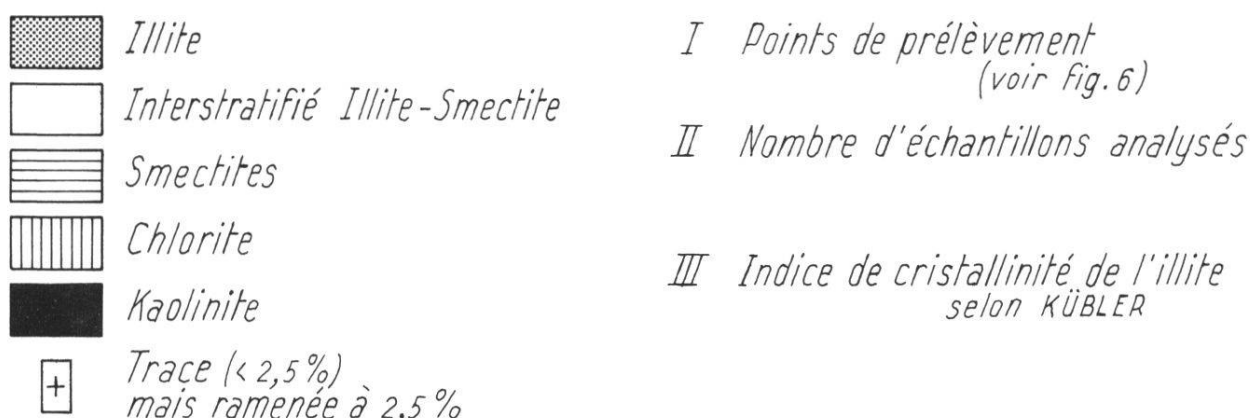 Illite
Interstratifié Illite-Smectite
Smectites
Chlorite
Kaolinite
+ Trace (< 2,5 %)
mais ramenée à 2,5 %
I Points de prélèvement
(voir fig. 6)
II Nombre d'échantillons analysés
III Indice de cristallinité de l'illite
selon KÜBLER